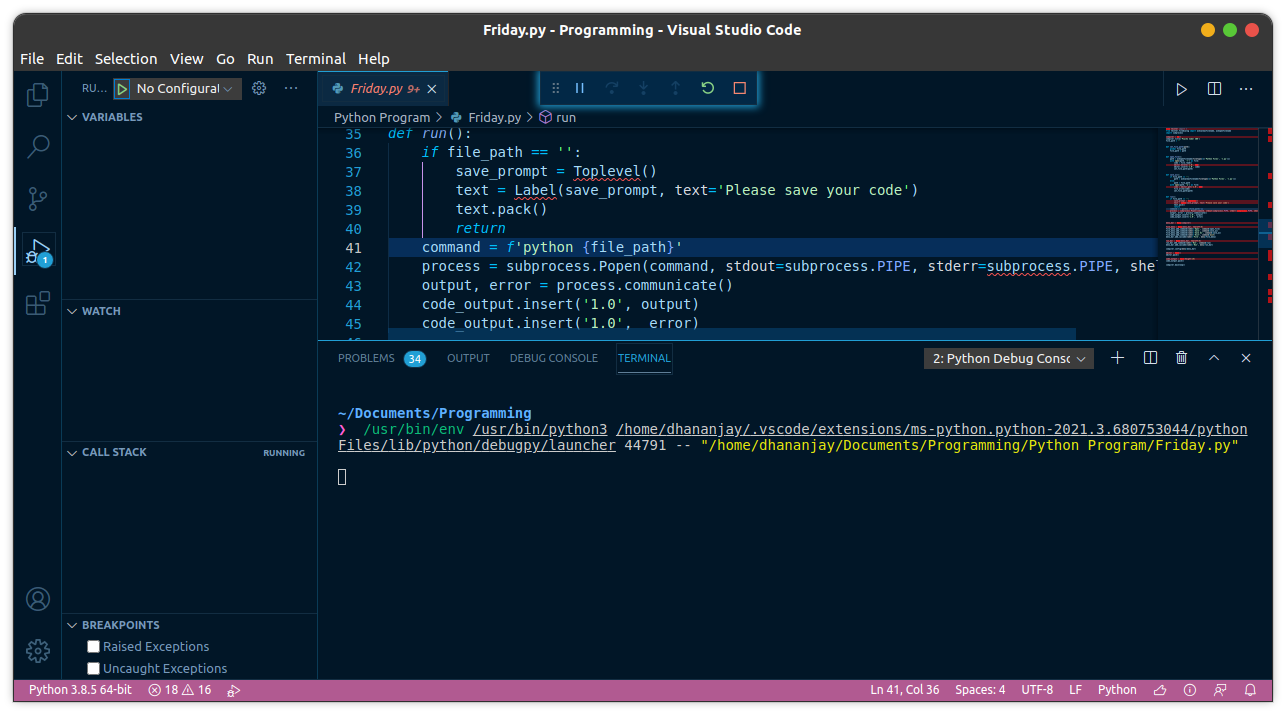 Friday.py - Programming - Visual Studio Code
File Edit Selection View Go Run Terminal Help
RU... No Configurat
Friday.py 9+
VARIABLES
Python Program > Friday.py > run
35 def run():
36 if file_path == '':
37 save_prompt = Toplevel()
38 text = Label(save_prompt, text='Please save your code')
39 text.pack()
40 return
41 command = f'python {file_path}'
42 process = subprocess.Popen(command, stdout=subprocess.PIPE, stderr=subprocess.PIPE, she
43 output, error = process.communicate()
44 code_output.insert('1.0', output)
45 code_output.insert('1.0',  error)
WATCH
PROBLEMS 34 OUTPUT DEBUG CONSOLE TERMINAL
2: Python Debug Consc
~/Documents/Programming
❯ /usr/bin/env /usr/bin/python3 /home/dhananjay/.vscode/extensions/ms-python.python-2021.3.680753044/python
Files/lib/python/debugpy/launcher 44791 -- "/home/dhananjay/Documents/Programming/Python Program/Friday.py"
1
CALL STACK RUNNING
BREAKPOINTS
Raised Exceptions
Uncaught Exceptions
Python 3.8.5 64-bit 18 16
Ln 41, Col 36 Spaces: 4 UTF-8 LF Python